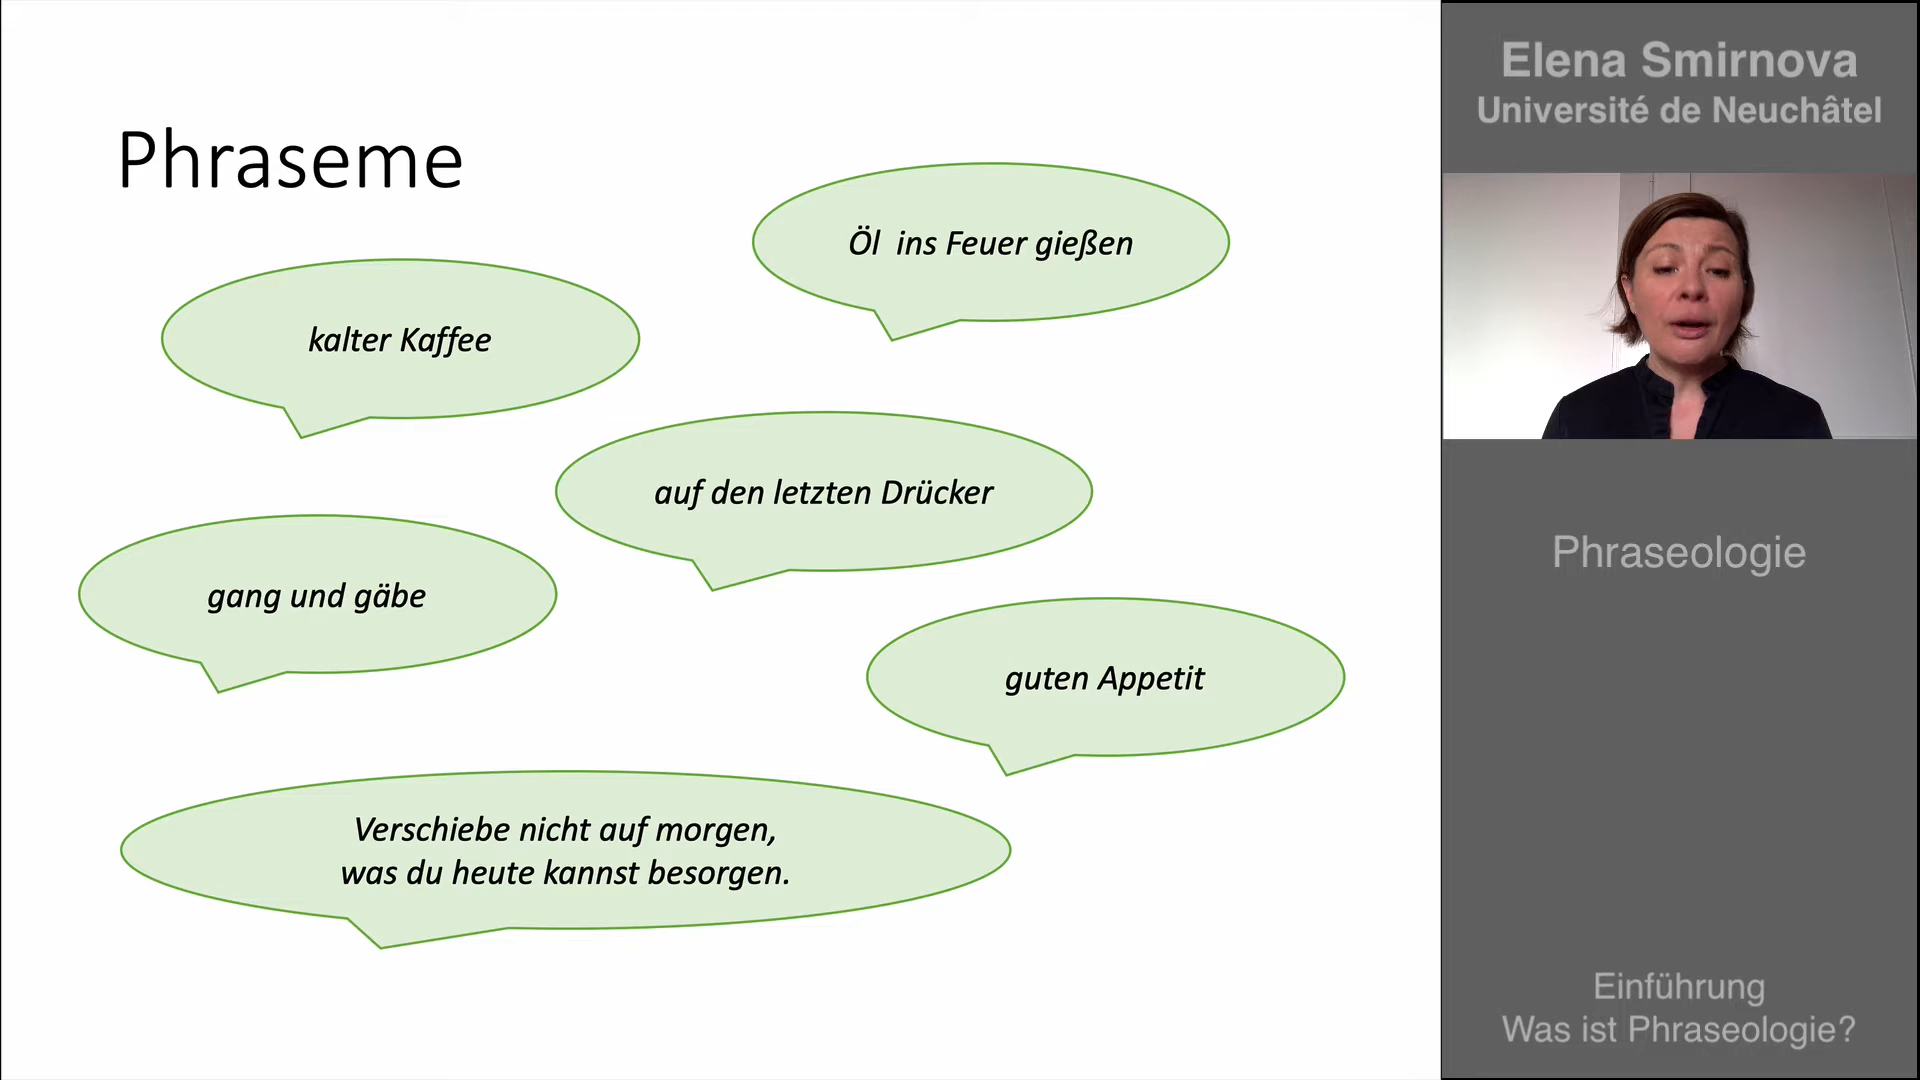 Phraseme
Öl ins Feuer gießen
kalter Kaffee
auf den letzten Drücker
gang und gäbe
guten Appetit
Verschiebe nicht auf morgen,
was du heute kannst besorgen.
Elena Smirnova
Université de Neuchâtel
Phraseologie
Einführung
Was ist Phraseologie?